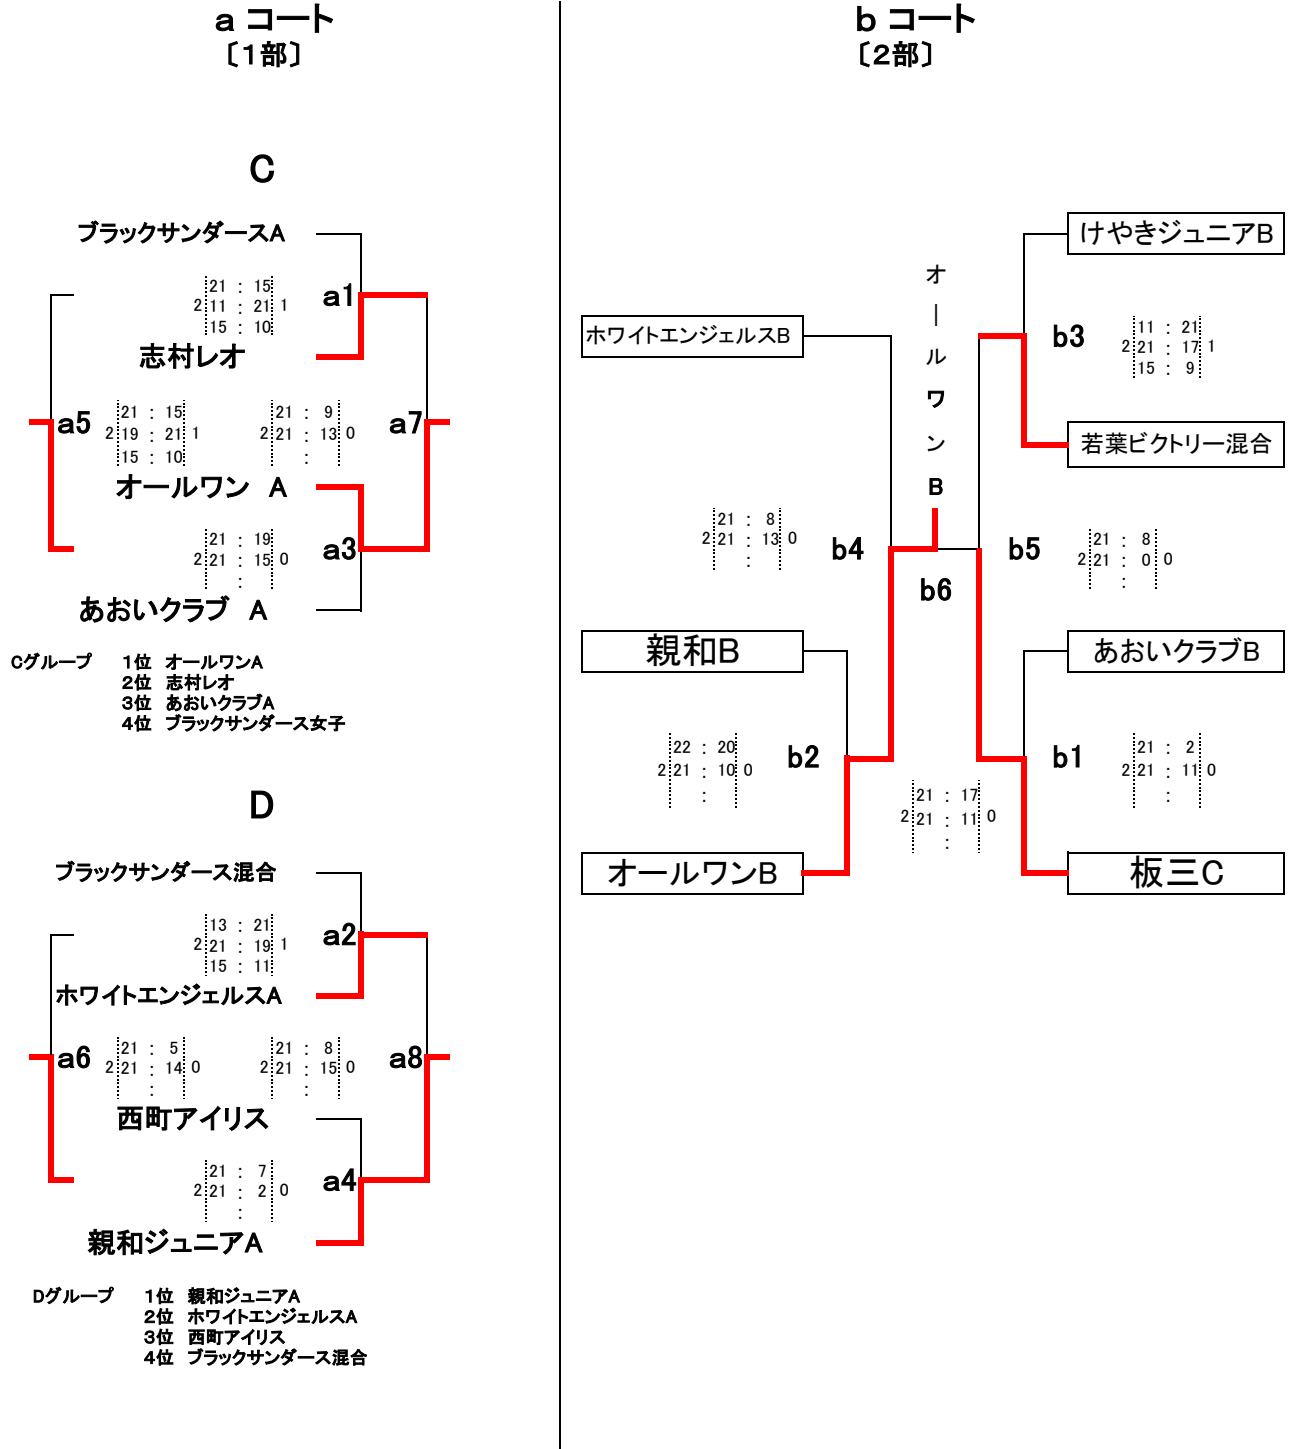 a コート
〔1部〕
C
ブラックサンダースA
21 : 15
2 11 : 21 1
15 : 10
a1
志村レオ
a5
21 : 15
2 19 : 21 1
15 : 10
21 : 9
2 21 : 13 0
:
a7
オールワン A
21 : 19
2 21 : 15 0
:
a3
あおいクラブ A
Cグループ 1位 オールワンA
2位 志村レオ
3位 あおいクラブA
4位 ブラックサンダース女子
D
ブラックサンダース混合
13 : 21
2 21 : 19 1
15 : 11
a2
ホワイトエンジェルスA
a6
21 : 5
2 21 : 14 0
:
21 : 8
2 21 : 15 0
:
a8
西町アイリス
21 : 7
2 21 : 2 0
:
a4
親和ジュニアA
Dグループ 1位 親和ジュニアA
2位 ホワイトエンジェルスA
3位 西町アイリス
4位 ブラックサンダース混合
b コート
〔2部〕
オールワンB
けやきジュニアB
ホワイトエンジェルスB
b3
11 : 21
2 21 : 17 1
15 : 9
若葉ビクトリー混合
21 : 8
2 21 : 13 0
:
b4
b6
b5
21 : 8
2 21 : 0 0
:
親和B
あおいクラブB
22 : 20
2 21 : 10 0
:
b2
21 : 17
2 21 : 11 0
:
b1
21 : 2
2 21 : 11 0
:
オールワンB
板三C